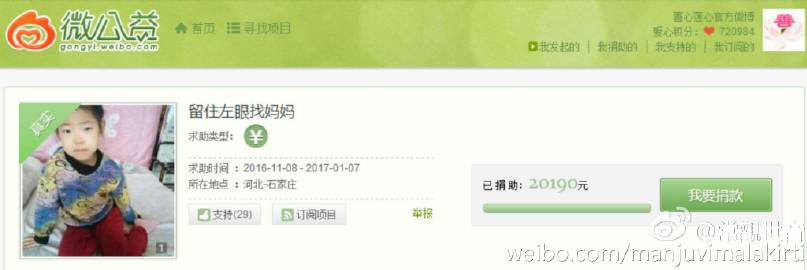 微公益
gongyi.weibo.com
首页 寻找项目
善心莲心官方微博
爱心积分: 720984
我发起的 | 我捐助的 | 我支持的 | 我订阅的
善
真实
留住左眼找妈妈
求助类型: ¥
求助时间 : 2016-11-08 - 2017-01-07
所在地点 : 河北-石家庄
支持(29) 订阅项目 举报
1
已捐助: 20190元
我要捐款
weibo.com/manjuvimalakirti